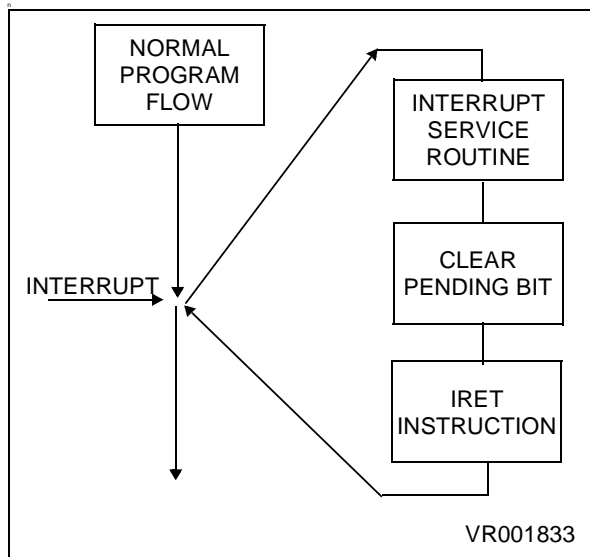 NORMAL
PROGRAM
FLOW
INTERRUPT
SERVICE
ROUTINE
INTERRUPT
CLEAR
PENDING BIT
IRET
INSTRUCTION
VR001833